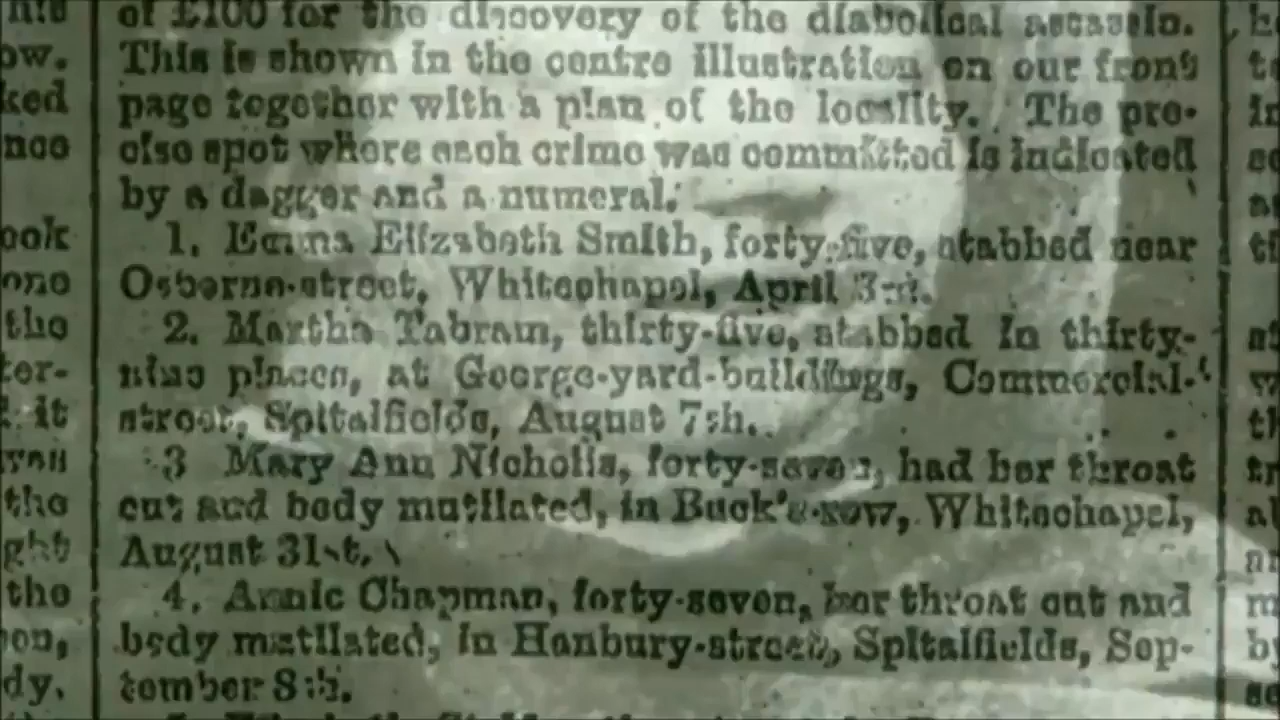 of £100 for the discovery of the diabolical assassin.
This is shown in the centre illustration on our front
page together with a plan of the locality. The pre-
cise spot where each crime was committed is indicated
by a dagger and a numeral:
1. Emma Elizabeth Smith, forty-five, stabbed near
Osborne-street, Whitechapel, April 3rd.
2. Martha Tabram, thirty-five, stabbed in thirty-
nine places, at George-yard-buildings, Commercial-
street, Spitalfields, August 7th.
3 Mary Ann Nicholls, forty-seven, had her throat
cut and body mutilated, in Buck's-row, Whitechapel,
August 31st.
4. Annie Chapman, forty-seven, her throat cut and
body mutilated, in Hanbury-street, Spitalfields, Sep-
tember 8th.